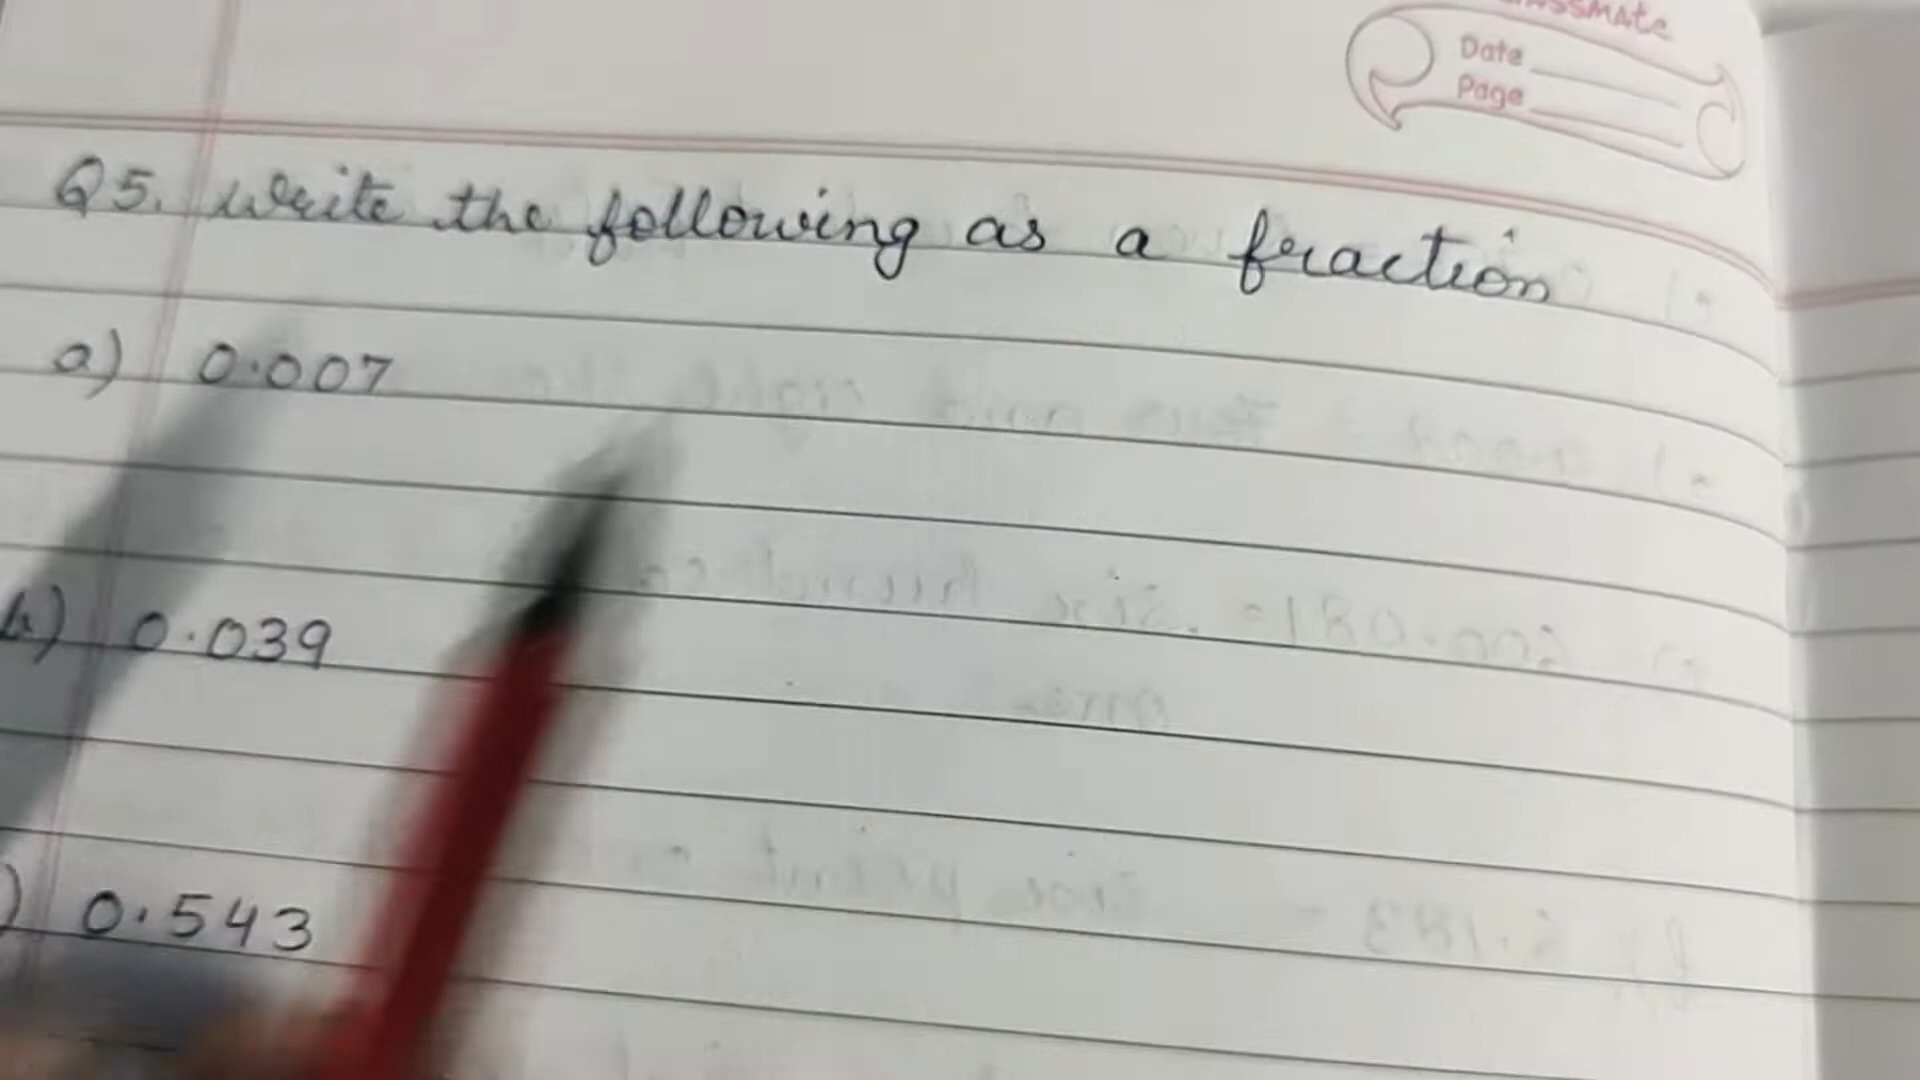 Date
Page
Q5. Write the following as a fraction
a) 0.007
b) 0.039
) 0.543